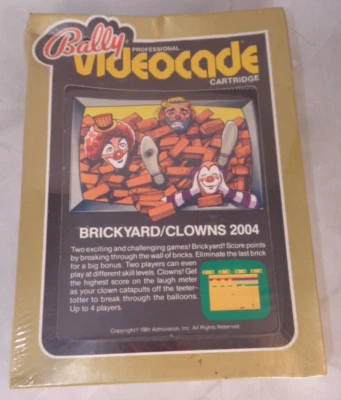 Bally
PROFESSIONAL
VIDEOCADE
CARTRIDGE
BRICKYARD/CLOWNS 2004
Two exciting and challenging games! Brickyard! Score points
by breaking through the wall of bricks. Eliminate the last brick
for a big bonus. Two players can even
play at different skill levels. Clowns! Get
the highest score on the laugh meter
as your clown catapults off the teeter-
totter to break through the balloons.
Up to 4 players.
Copyright 1981 Astrovision, Inc. All Rights Reserved